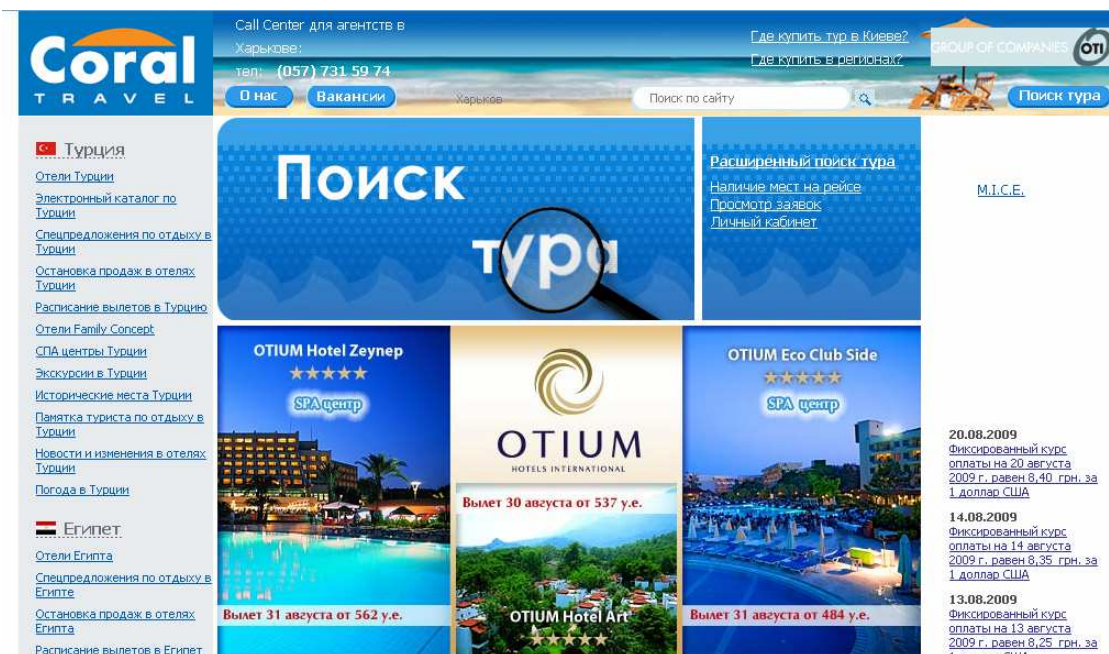 Coral
TRAVEL
Call Center для агентств в
Харькове:
тел: (057) 731 59 74
О нас
Вакансии
Харьков
Поиск по сайту
Где купить тур в Киеве?
Где купить в регионах?
GROUP OF COMPANIES OTI
Поиск тура
Турция
Отели Турции
Электронный каталог по
Турции
Спецпредложения по отдыху в
Турции
Остановка продаж в отелях
Турции
Расписание вылетов в Турцию
Отели Family Concept
СПА центры Турции
Экскурсии в Турции
Исторические места Турции
Памятка туриста по отдыху в
Турции
Новости и изменения в отелях
Турции
Погода в Турции
Египет
Отели Египта
Спецпредложения по отдыху в
Египте
Остановка продаж в отелях
Египта
Расписание вылетов в Египет
Поиск
тура
Расширенный поиск тура
Наличие мест на рейсе
Просмотр заявок
Личный кабинет
M.I.C.E.
OTIUM Hotel Zeynep
SPA центр
Вылет 31 августа от 562 у.е.
OTIUM
HOTELS INTERNATIONAL
Вылет 30 августа от 537 у.е.
OTIUM Hotel Art
OTIUM Eco Club Side
SPA центр
Вылет 31 августа от 484 у.е.
20.08.2009
Фиксированный курс
оплаты на 20 августа
2009 г. равен 8,40 грн. за
1 доллар США
14.08.2009
Фиксированный курс
оплаты на 14 августа
2009 г. равен 8,35 грн. за
1 доллар США
13.08.2009
Фиксированный курс
оплаты на 13 августа
2009 г. равен 8,25 грн. за